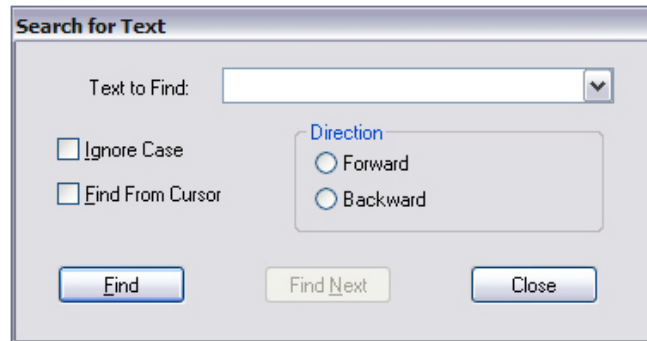 Search for Text
Text to Find:
Direction
Ignore Case
Forward
Find From Cursor
Backward
Find
Find Next
Close